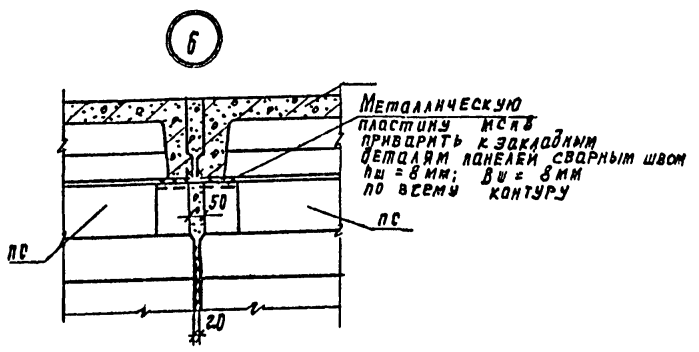 6
Металлическую
пластину МСп6
приварить к закладным
деталям панелей сварным швом
hш = 8 мм; Вш = 8 мм
по всему контуру
50
ПС
ПС
20